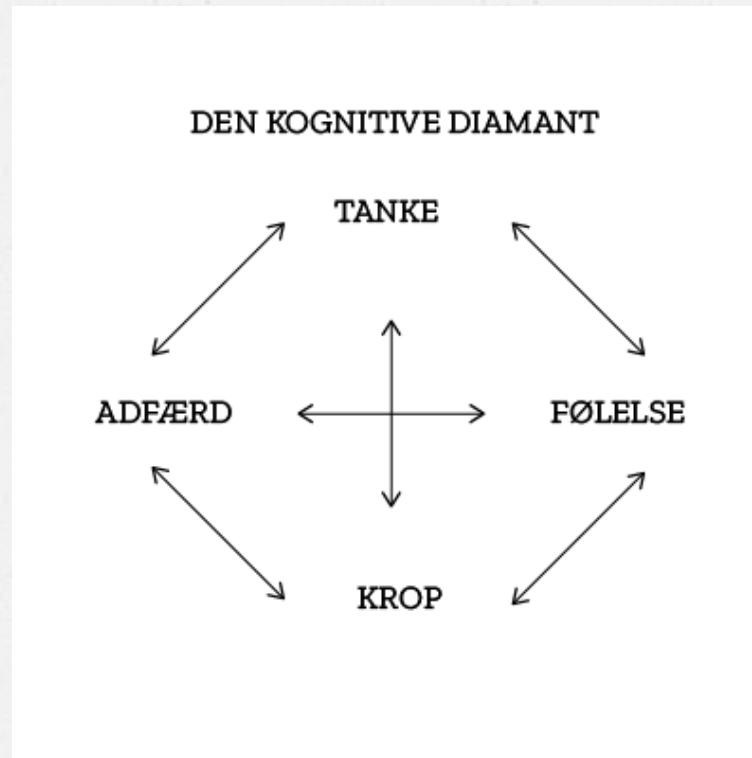 DEN KOGNITIVE DIAMANT
TANKE
ADFÆRD
FØLELSE
KROP